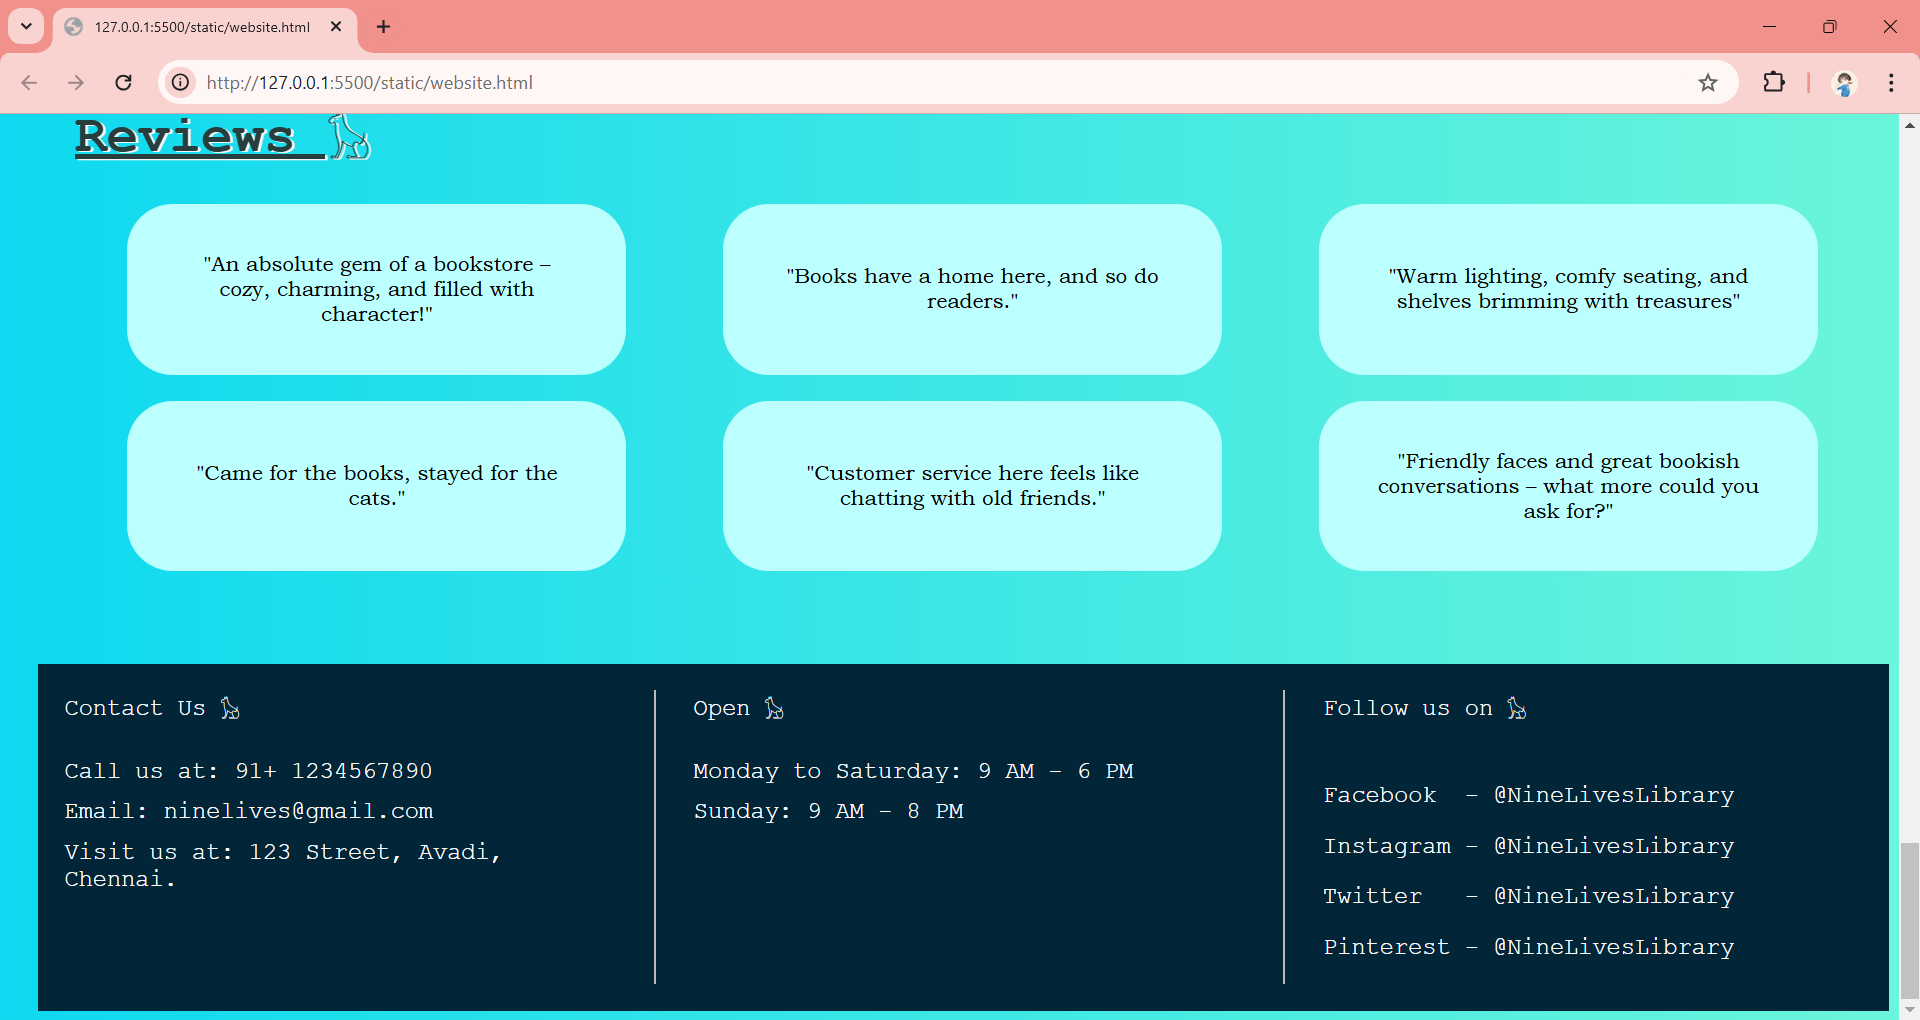 127.0.0.1:5500/static/website.html
http://127.0.0.1:5500/static/website.html
Reviews 𓃠
"An absolute gem of a bookstore –
cozy, charming, and filled with
character!"
"Books have a home here, and so do
readers."
"Warm lighting, comfy seating, and
shelves brimming with treasures"
"Came for the books, stayed for the
cats."
"Customer service here feels like
chatting with old friends."
"Friendly faces and great bookish
conversations – what more could you
ask for?"
Contact Us 𓃠
Call us at: 91+ 1234567890
Email: ninelives@gmail.com
Visit us at: 123 Street, Avadi,
Chennai.
Open 𓃠
Monday to Saturday: 9 AM – 6 PM
Sunday: 9 AM – 8 PM
Follow us on 𓃠
Facebook – @NineLivesLibrary
Instagram – @NineLivesLibrary
Twitter – @NineLivesLibrary
Pinterest – @NineLivesLibrary